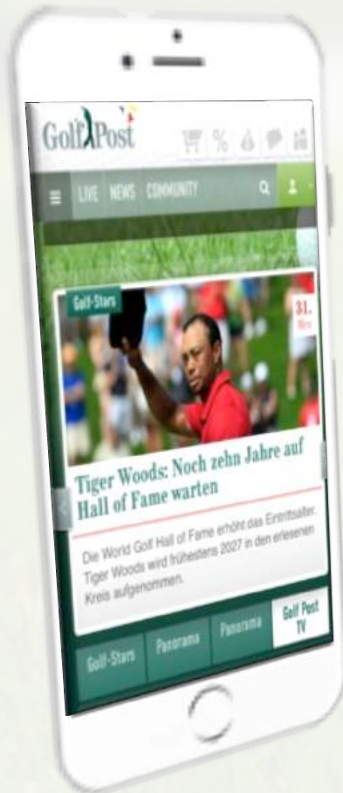 Golf Post
LIVE NEWS COMMUNITY
Golf-Stars
31.
Tiger Woods: Noch zehn Jahre auf
Hall of Fame warten
Die World Golf Hall of Fame erhöht das Eintrittsalter.
Tiger Woods wird frühestens 2027 in den erlesenen
Kreis aufgenommen.
Golf-Stars
Panorama
Panorama
Golf Post
TV